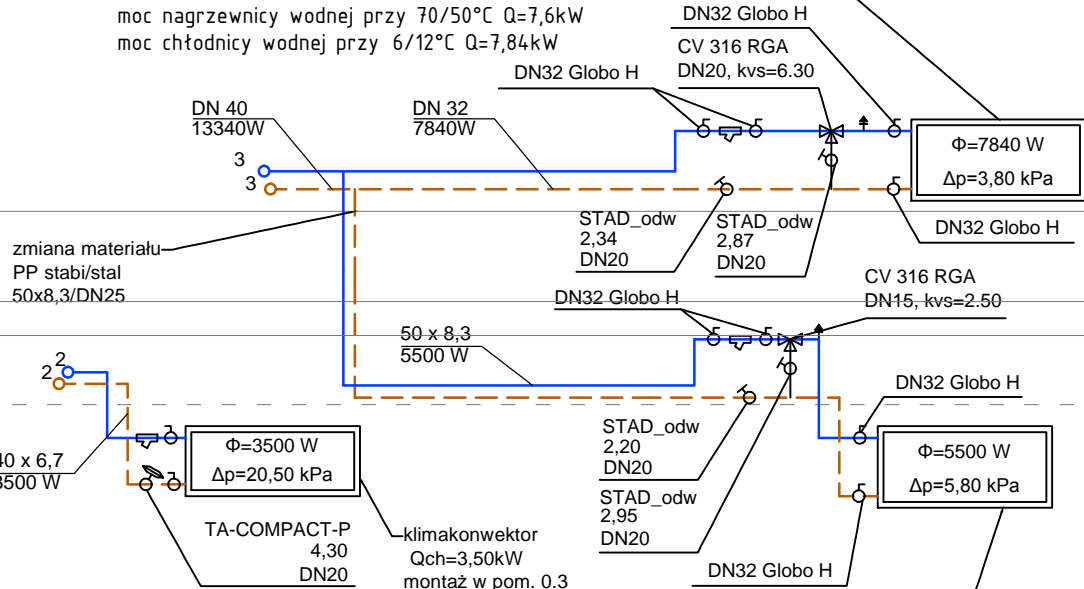 moc nagrzewnicy wodnej przy 70/50°C Q=7,6kW
moc chłodnicy wodnej przy 6/12°C Q=7,84kW
DN32 Globo H
CV 316 RGA
DN20, kvs=6.30
DN32 Globo H
DN 40
13340W
DN 32
7840W
3
3
Φ=7840 W
Δp=3,80 kPa
STAD_odw
2,34
DN20
STAD_odw
2,87
DN20
DN32 Globo H
zmiana materiału
PP stabi/stal
50x8,3/DN25
CV 316 RGA
DN15, kvs=2.50
DN32 Globo H
50 x 8,3
5500 W
2
2
DN32 Globo H
Φ=3500 W
Δp=20,50 kPa
40 x 6,7
3500 W
STAD_odw
2,20
DN20
Φ=5500 W
Δp=5,80 kPa
STAD_odw
2,95
DN20
TA-COMPACT-P
4,30
DN20
klimakonwektor
Qch=3,50kW
montaż w pom. 0.3
DN32 Globo H